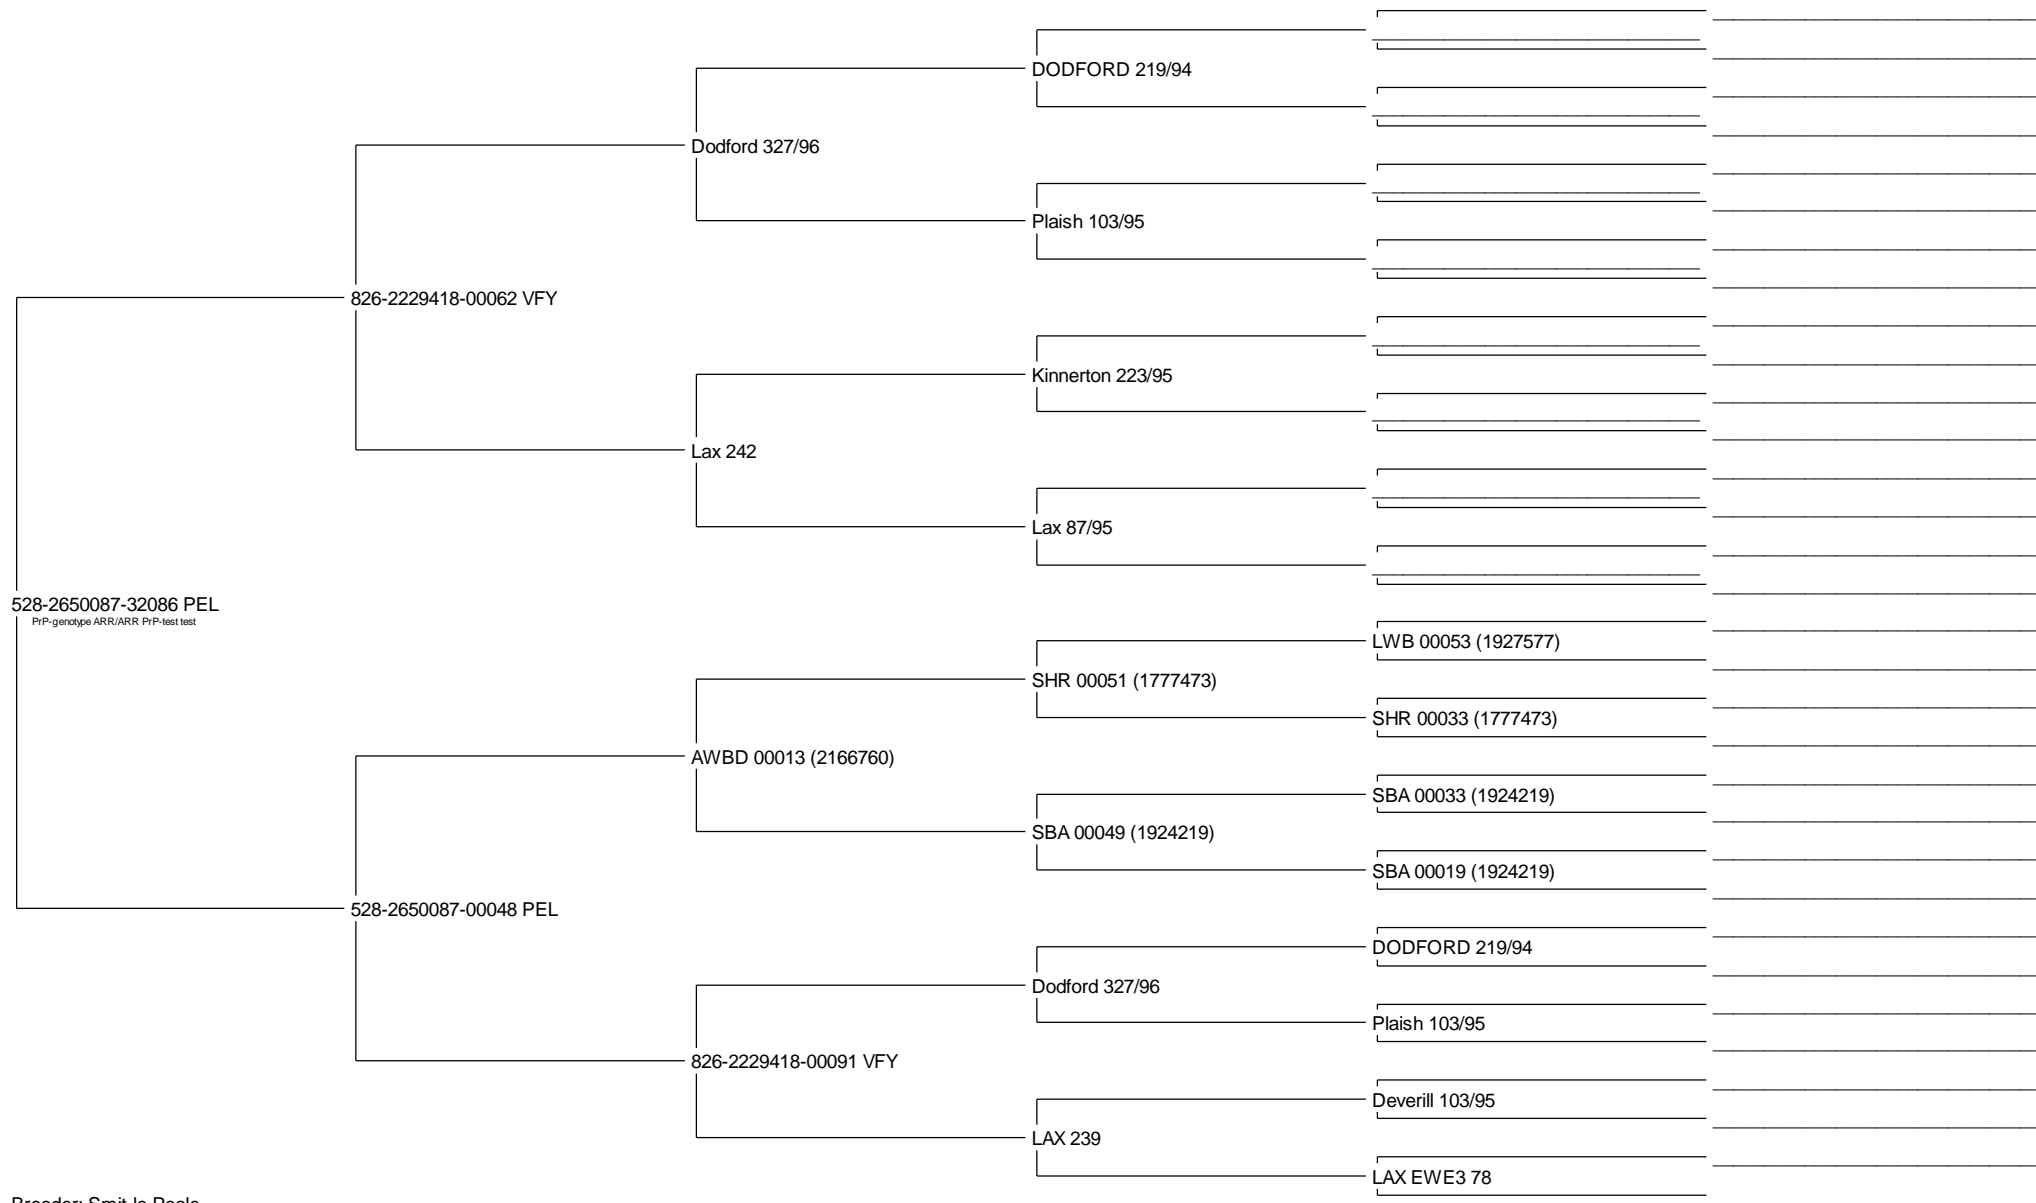 DODFORD 219/94
Dodford 327/96
Plaish 103/95
826-2229418-00062 VFY
Kinnerton 223/95
Lax 242
Lax 87/95
528-2650087-32086 PEL
PrP-genotype ARR/ARR PrP-test test
LWB 00053 (1927577)
SHR 00051 (1777473)
SHR 00033 (1777473)
AWBD 00013 (2166760)
SBA 00033 (1924219)
SBA 00049 (1924219)
SBA 00019 (1924219)
528-2650087-00048 PEL
DODFORD 219/94
Dodford 327/96
Plaish 103/95
826-2229418-00091 VFY
Deverill 103/95
LAX 239
LAX EWE3 78
Breeder: Smit-le Poole